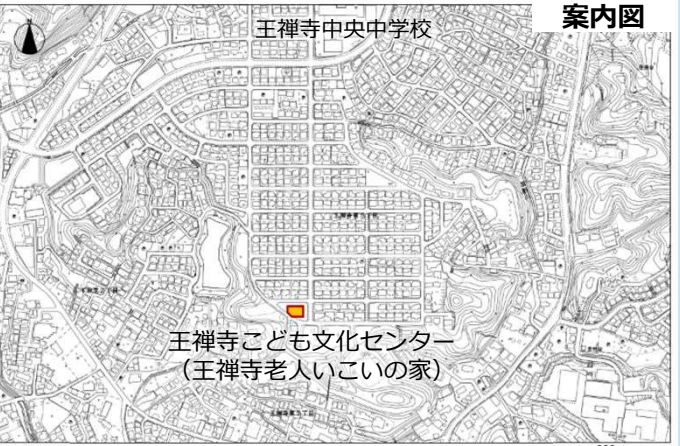 案内図
N
王禅寺中央中学校
王禅寺こども文化センター
（王禅寺老人いこいの家）